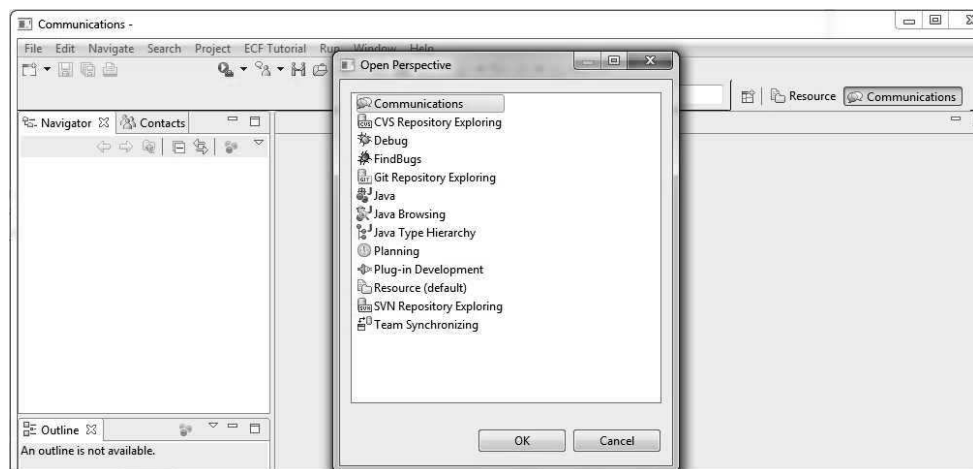 Communications -
File Edit Navigate Search Project ECF Tutorial Run Window Help
Open Perspective
Resource Communications
Navigator Contacts
Communications
CVS Repository Exploring
Debug
FindBugs
Git Repository Exploring
Java
Java Browsing
Java Type Hierarchy
Planning
Plug-in Development
Resource (default)
SVN Repository Exploring
Team Synchronizing
OK Cancel
Outline
An outline is not available.